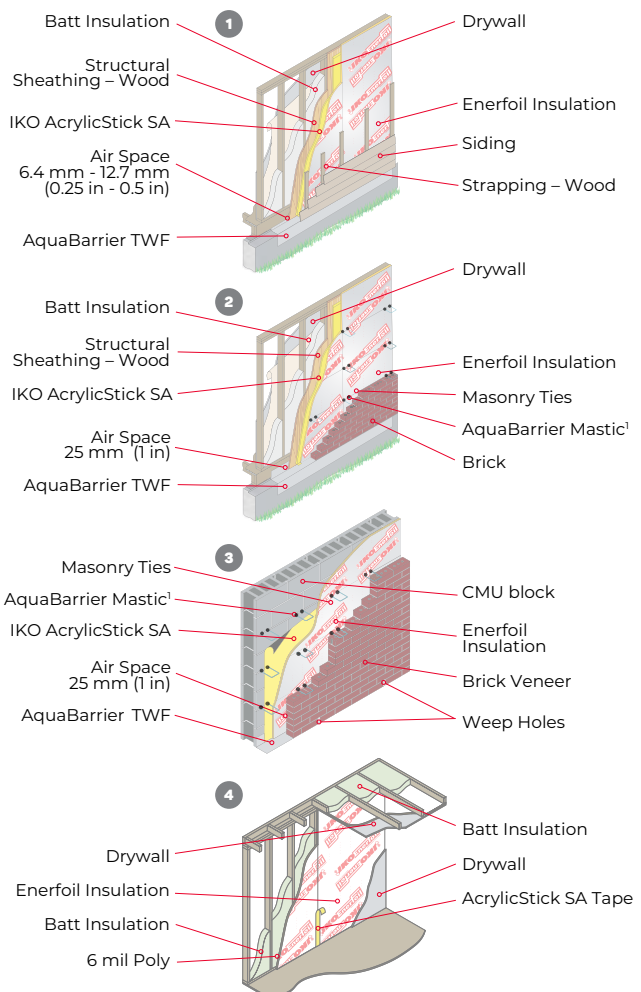 1
Batt Insulation
Structural
Sheathing – Wood
IKO AcrylicStick SA
Air Space
6.4 mm - 12.7 mm
(0.25 in - 0.5 in)
AquaBarrier TWF
Drywall
Enerfoil Insulation
Siding
Strapping – Wood
2
Batt Insulation
Structural
Sheathing – Wood
IKO AcrylicStick SA
Air Space
25 mm (1 in)
AquaBarrier TWF
Drywall
Enerfoil Insulation
Masonry Ties
AquaBarrier Mastic¹
Brick
3
Masonry Ties
AquaBarrier Mastic¹
IKO AcrylicStick SA
Air Space
25 mm (1 in)
AquaBarrier TWF
CMU block
Enerfoil
Insulation
Brick Veneer
Weep Holes
4
Drywall
Enerfoil Insulation
Batt Insulation
6 mil Poly
Batt Insulation
Drywall
AcrylicStick SA Tape